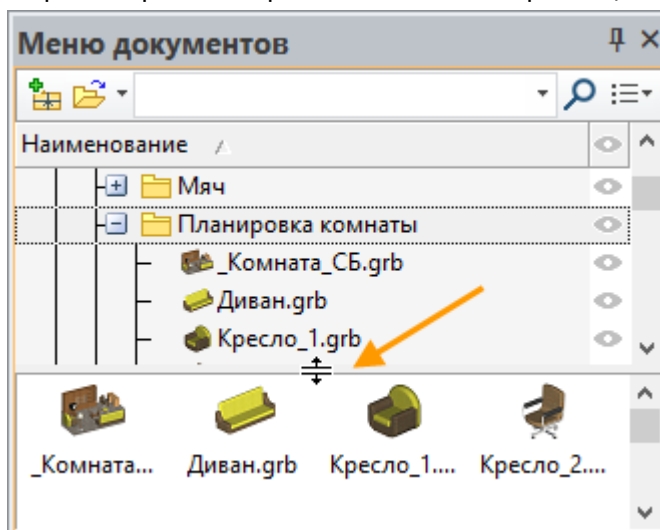 Меню документов
Наименование
Мяч
Планировка комнаты
_Комната_СБ.grb
Диван.grb
Кресло_1.grb
_Комната... Диван.grb Кресло_1.... Кресло_2....